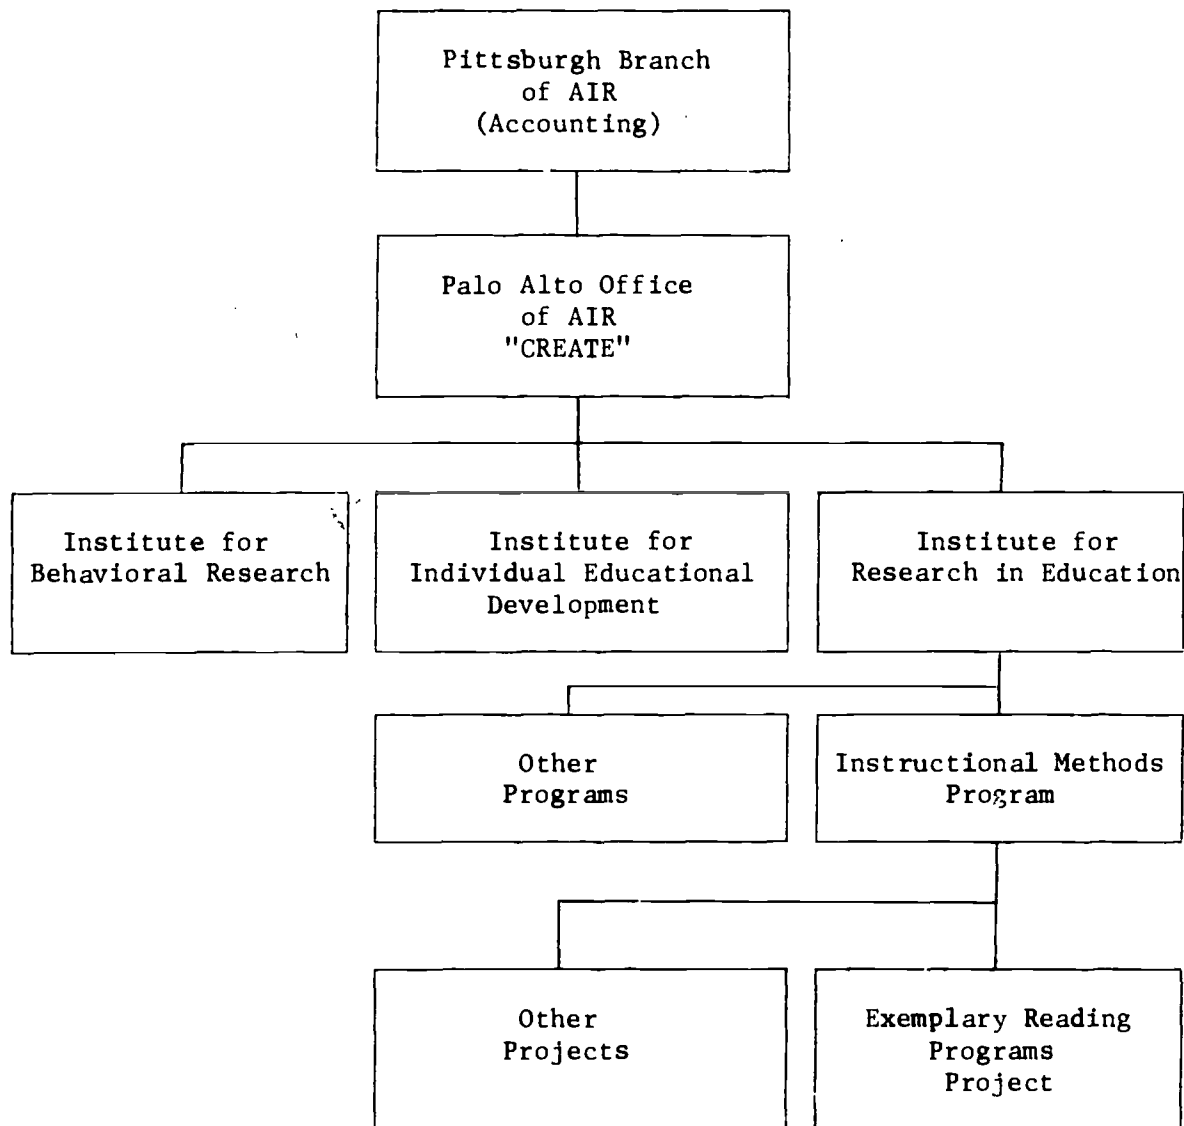 Pittsburgh Branch
of AIR
(Accounting)
Palo Alto Office
of AIR
"CREATE"
Institute for
Behavioral Research
Institute for
Individual Educational
Development
Institute for
Research in Education
Other
Programs
Instructional Methods
Program
Other
Projects
Exemplary Reading
Programs
Project